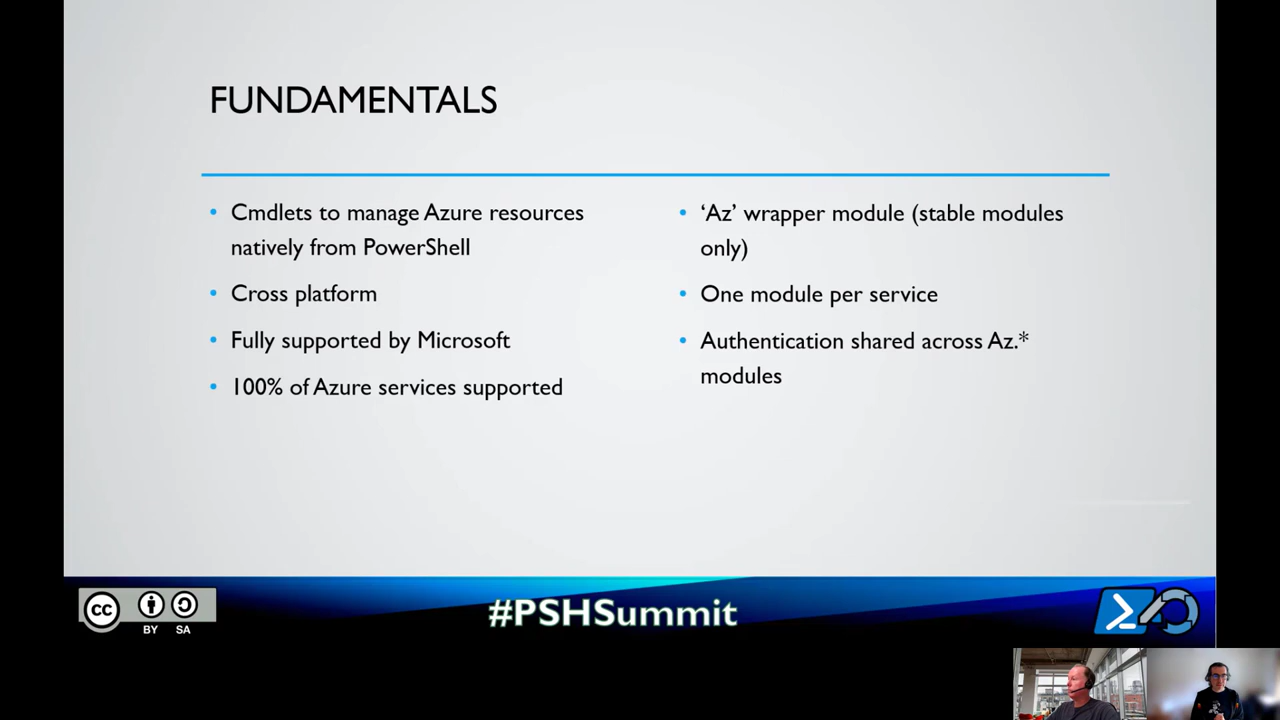 FUNDAMENTALS
• Cmdlets to manage Azure resources
natively from PowerShell
• Cross platform
• Fully supported by Microsoft
• 100% of Azure services supported
• ‘Az’ wrapper module (stable modules
only)
• One module per service
• Authentication shared across Az.*
modules
cc
BY SA
#PSHSummit